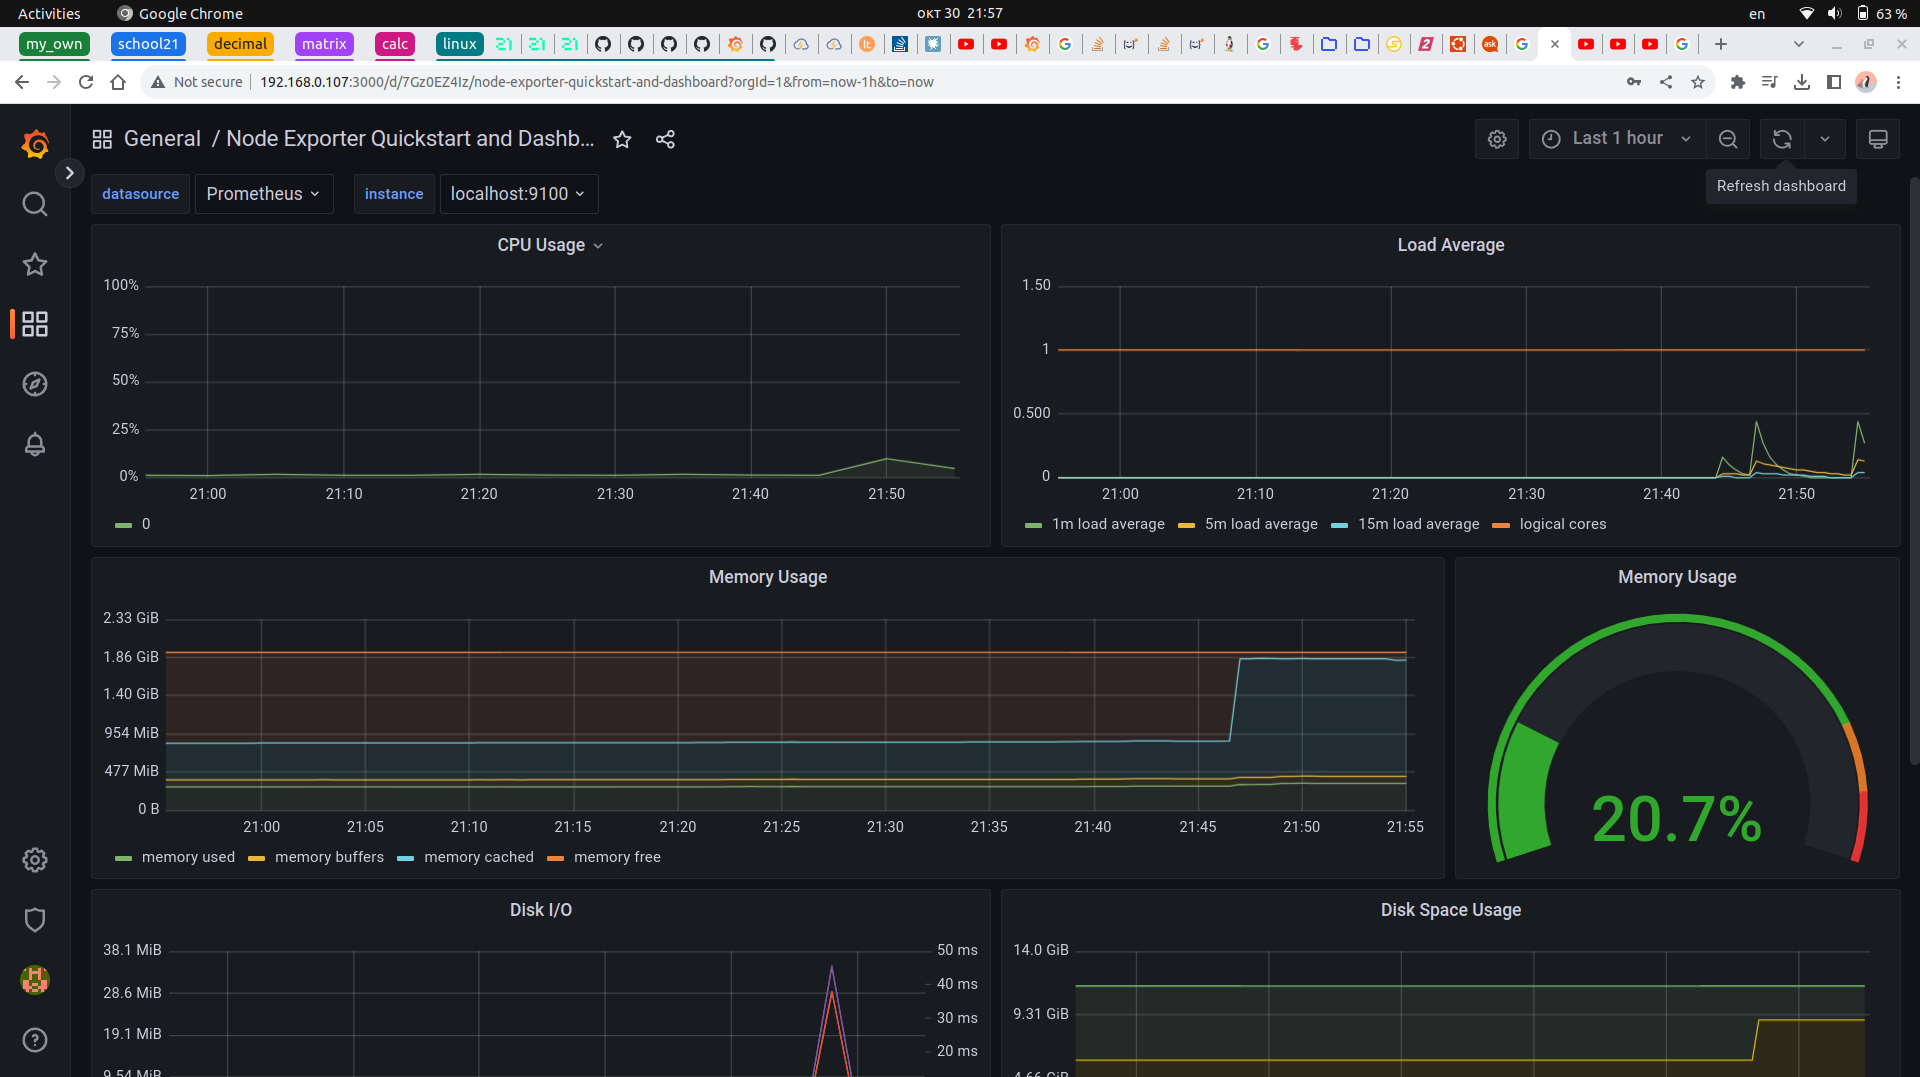 Activities Google Chrome окт 30 21:57 en 63 %
my_own school21 decimal matrix calc linux
Not secure 192.168.0.107:3000/d/7Gz0EZ4Iz/node-exporter-quickstart-and-dashboard?orgId=1&from=now-1h&to=now
General / Node Exporter Quickstart and Dashb... Last 1 hour
Refresh dashboard
datasource Prometheus instance localhost:9100
CPU Usage
100%
75%
50%
25%
0%
21:00 21:10 21:20 21:30 21:40 21:50
0
Load Average
1.50
1
0.500
0
21:00 21:10 21:20 21:30 21:40 21:50
1m load average 5m load average 15m load average logical cores
Memory Usage
2.33 GiB
1.86 GiB
1.40 GiB
954 MiB
477 MiB
0 B
21:00 21:05 21:10 21:15 21:20 21:25 21:30 21:35 21:40 21:45 21:50 21:55
memory used memory buffers memory cached memory free
Memory Usage
20.7%
Disk I/O
38.1 MiB
28.6 MiB
19.1 MiB
9.54 MiB
50 ms
40 ms
30 ms
20 ms
Disk Space Usage
14.0 GiB
9.31 GiB
4.66 GiB